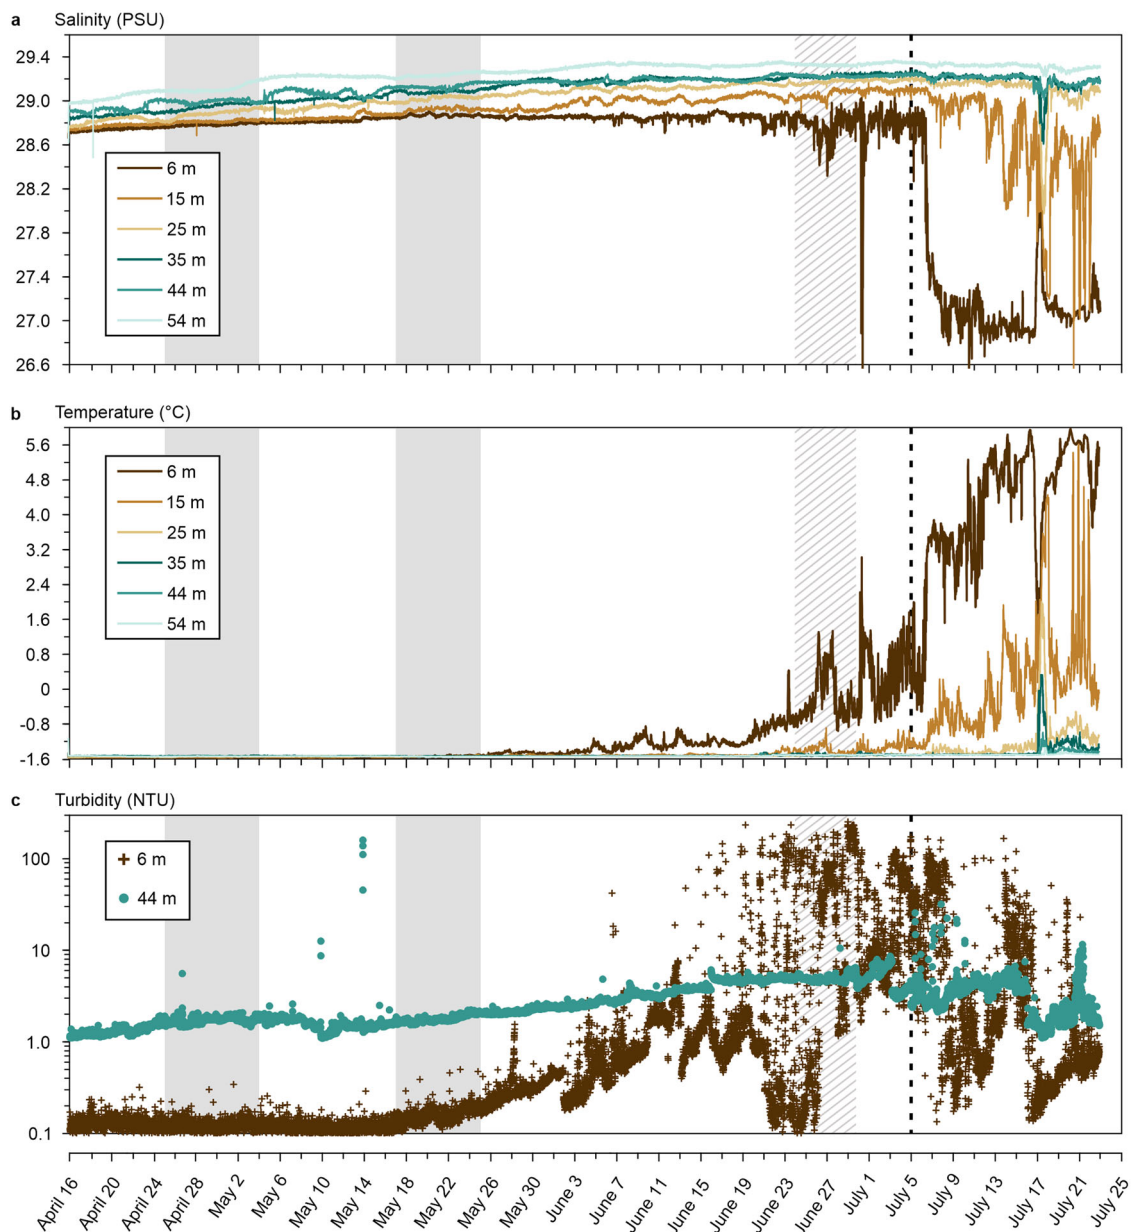 a Salinity (PSU)
29.4
29.0
28.6
28.2
27.8
27.4
27.0
26.6
6 m
15 m
25 m
35 m
44 m
54 m
b Temperature (°C)
5.6
4.8
4.0
3.2
2.4
1.6
0.8
0
-0.8
-1.6
6 m
15 m
25 m
35 m
44 m
54 m
c Turbidity (NTU)
100
10
1.0
0.1
6 m
44 m
April 16
April 20
April 24
April 28
May 2
May 6
May 10
May 14
May 18
May 22
May 26
May 30
June 3
June 7
June 11
June 15
June 19
June 23
June 27
July 1
July 5
July 9
July 13
July 17
July 21
July 25